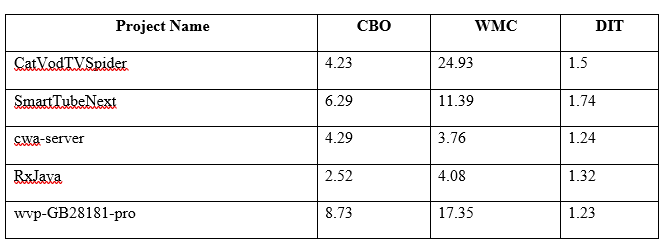 Project Name CBO WMC DIT
CatVodTVSpider 4.23 24.93 1.5
SmartTubeNext 6.29 11.39 1.74
cwa-server 4.29 3.76 1.24
RxJava 2.52 4.08 1.32
wvp-GB28181-pro 8.73 17.35 1.23